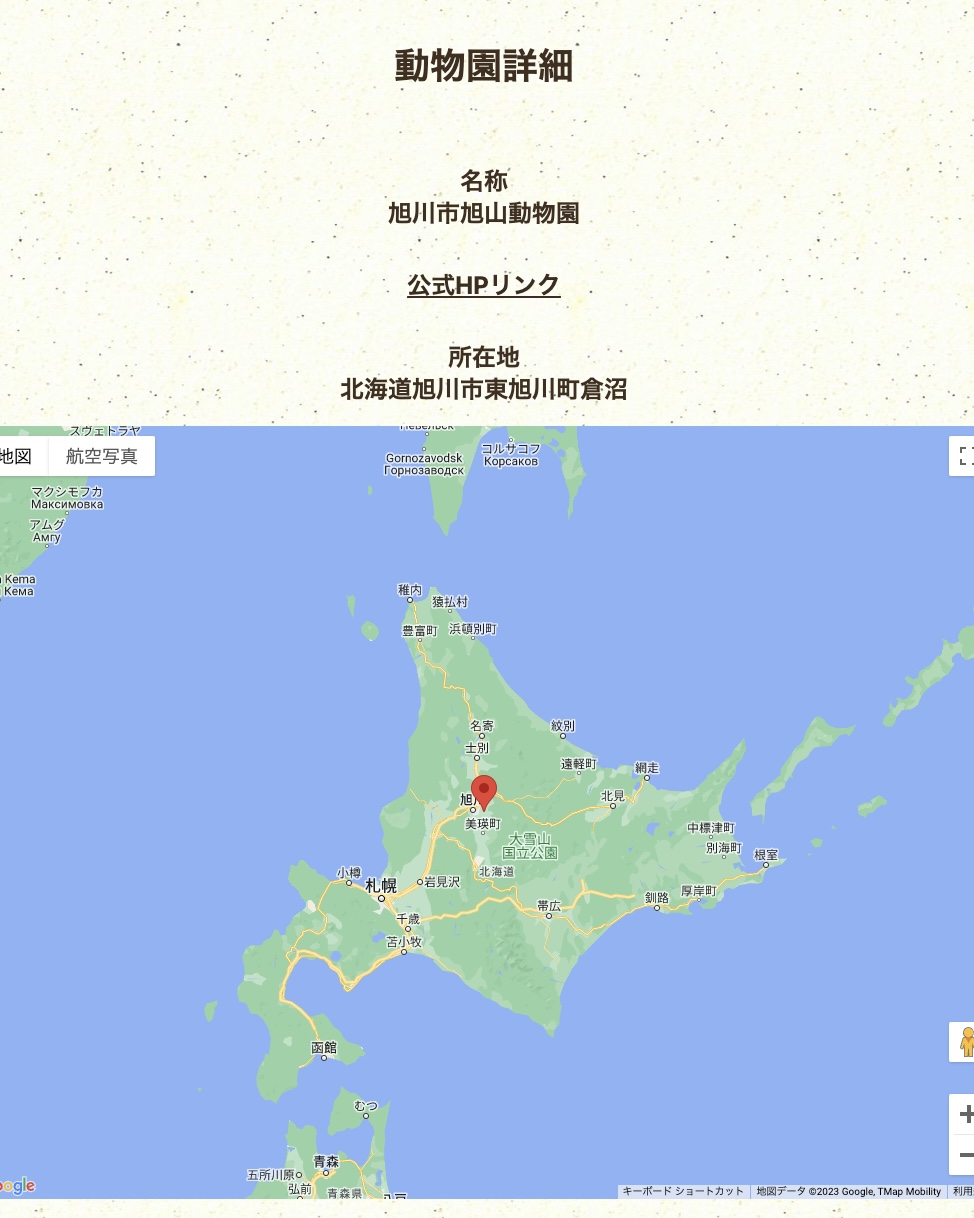 動物園詳細
名称
旭川市旭山動物園
公式HPリンク
所在地
北海道旭川市東旭川町倉沼
スヴェトラヤ
地図
航空写真
Gornozavodsk
Горнозаводск
コルサコフ
Корсаков
マクシモフカ
Максимовка
アムグ
Амгу
Kema
Кема
稚内
猿払村
豊富町
浜頓別町
名寄
紋別
士別
遠軽町
網走
北見
旭
美瑛町
大雪山
国立公園
中標津町
別海町
根室
北海道
小樽
札幌
岩見沢
厚岸町
釧路
帯広
千歳
苫小牧
函館
むつ
青森
五所川原
弘前
青森県
キーボード ショートカット
地図データ ©2023 Google, TMap Mobility
利用